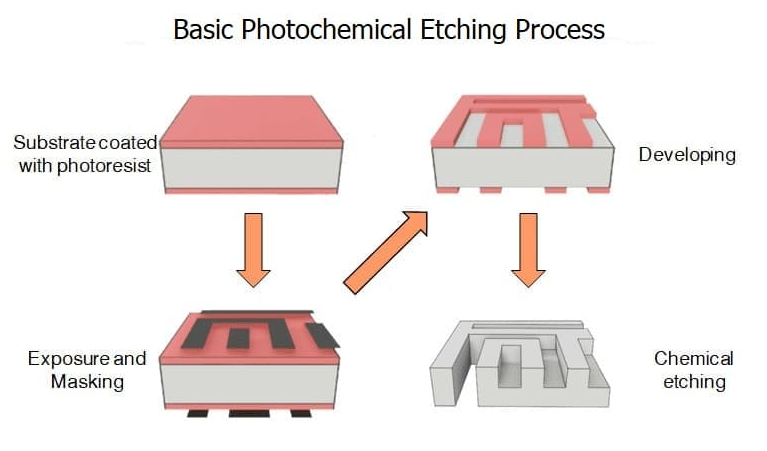 Basic Photochemical Etching Process
Substrate coated
with photoresist
Developing
Exposure and
Masking
Chemical
etching